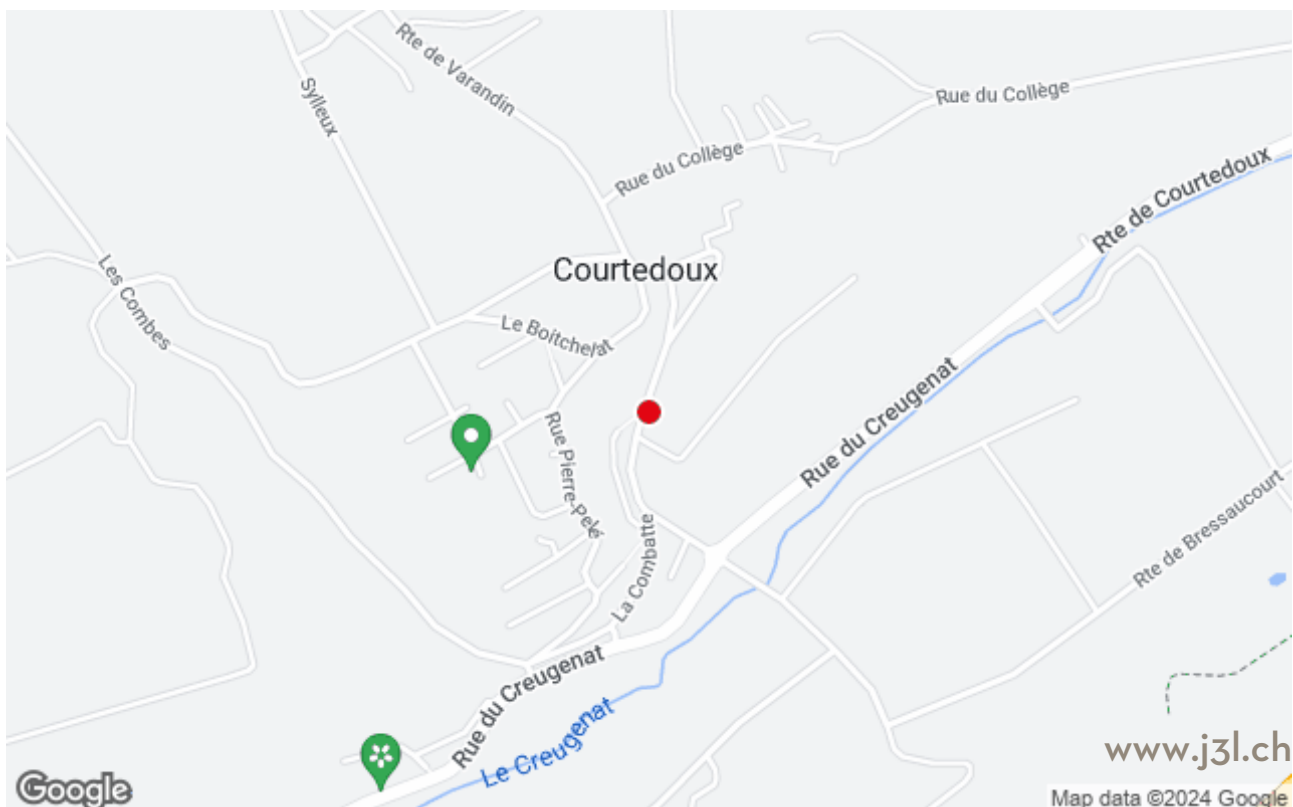 Rte de Varandin
Sylleux
Rue du Collège
Rue du Collège
Rte de Courtedoux
Courtedoux
Les Combes
Le Boitchelat
Rue du Creugenat
Rue Pierre-Pelé
Rte de Bressaucourt
La Combatte
Rue du Creugenat
Le Creugenat
www.j3l.ch
Google
Map data ©2024 Google